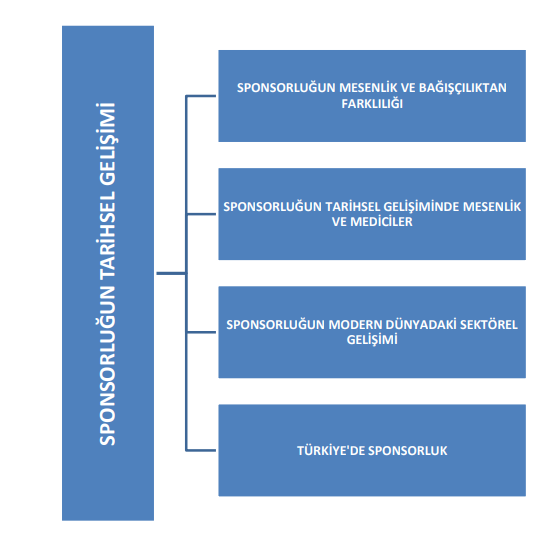 SPONSORLUĞUN TARİHSEL GELİŞİMİ
SPONSORLUĞUN MESENLİK VE BAĞIŞÇILIKTAN
FARKLILIĞI
SPONSORLUĞUN TARİHSEL GELİŞİMİNDE MESENLİK
VE MEDİCİLER
SPONSORLUĞUN MODERN DÜNYADAKİ SEKTÖREL
GELİŞİMİ
TÜRKİYE'DE SPONSORLUK